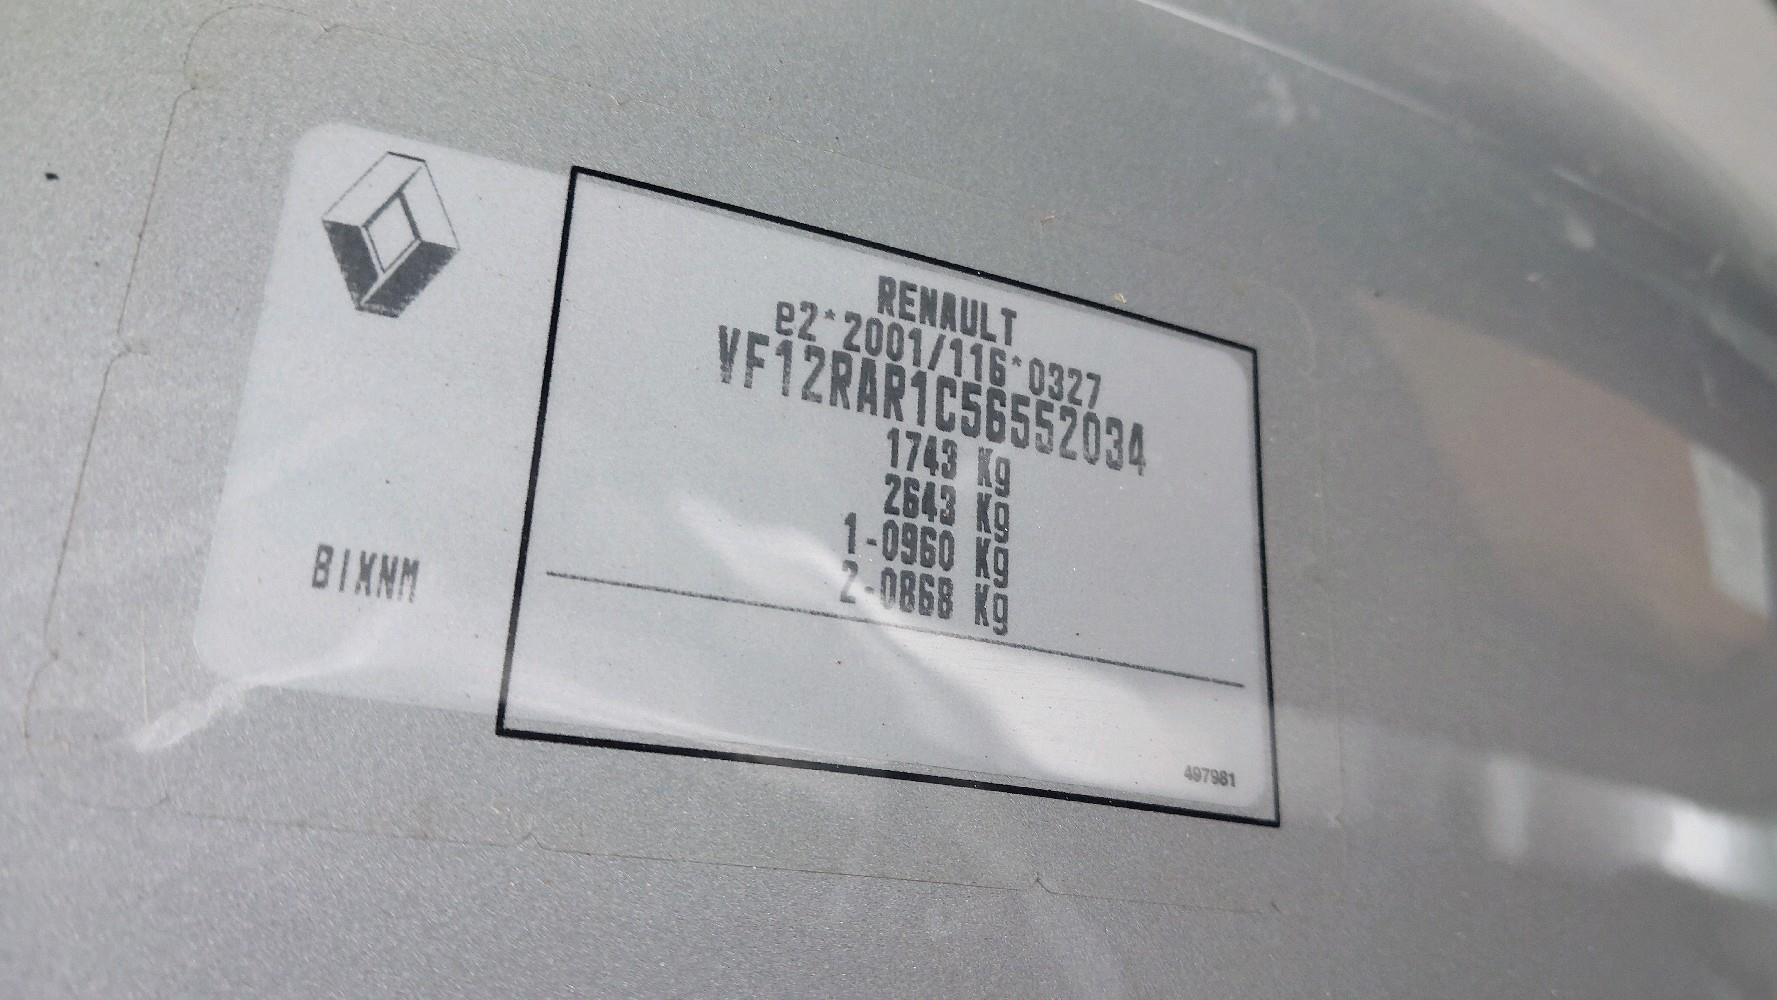 RENAULT
e2*2001/116*0327
VF12RAR1C56552034
1743 Kg
2643 Kg
1-0960 Kg
2-0868 Kg
BIXNM
497981